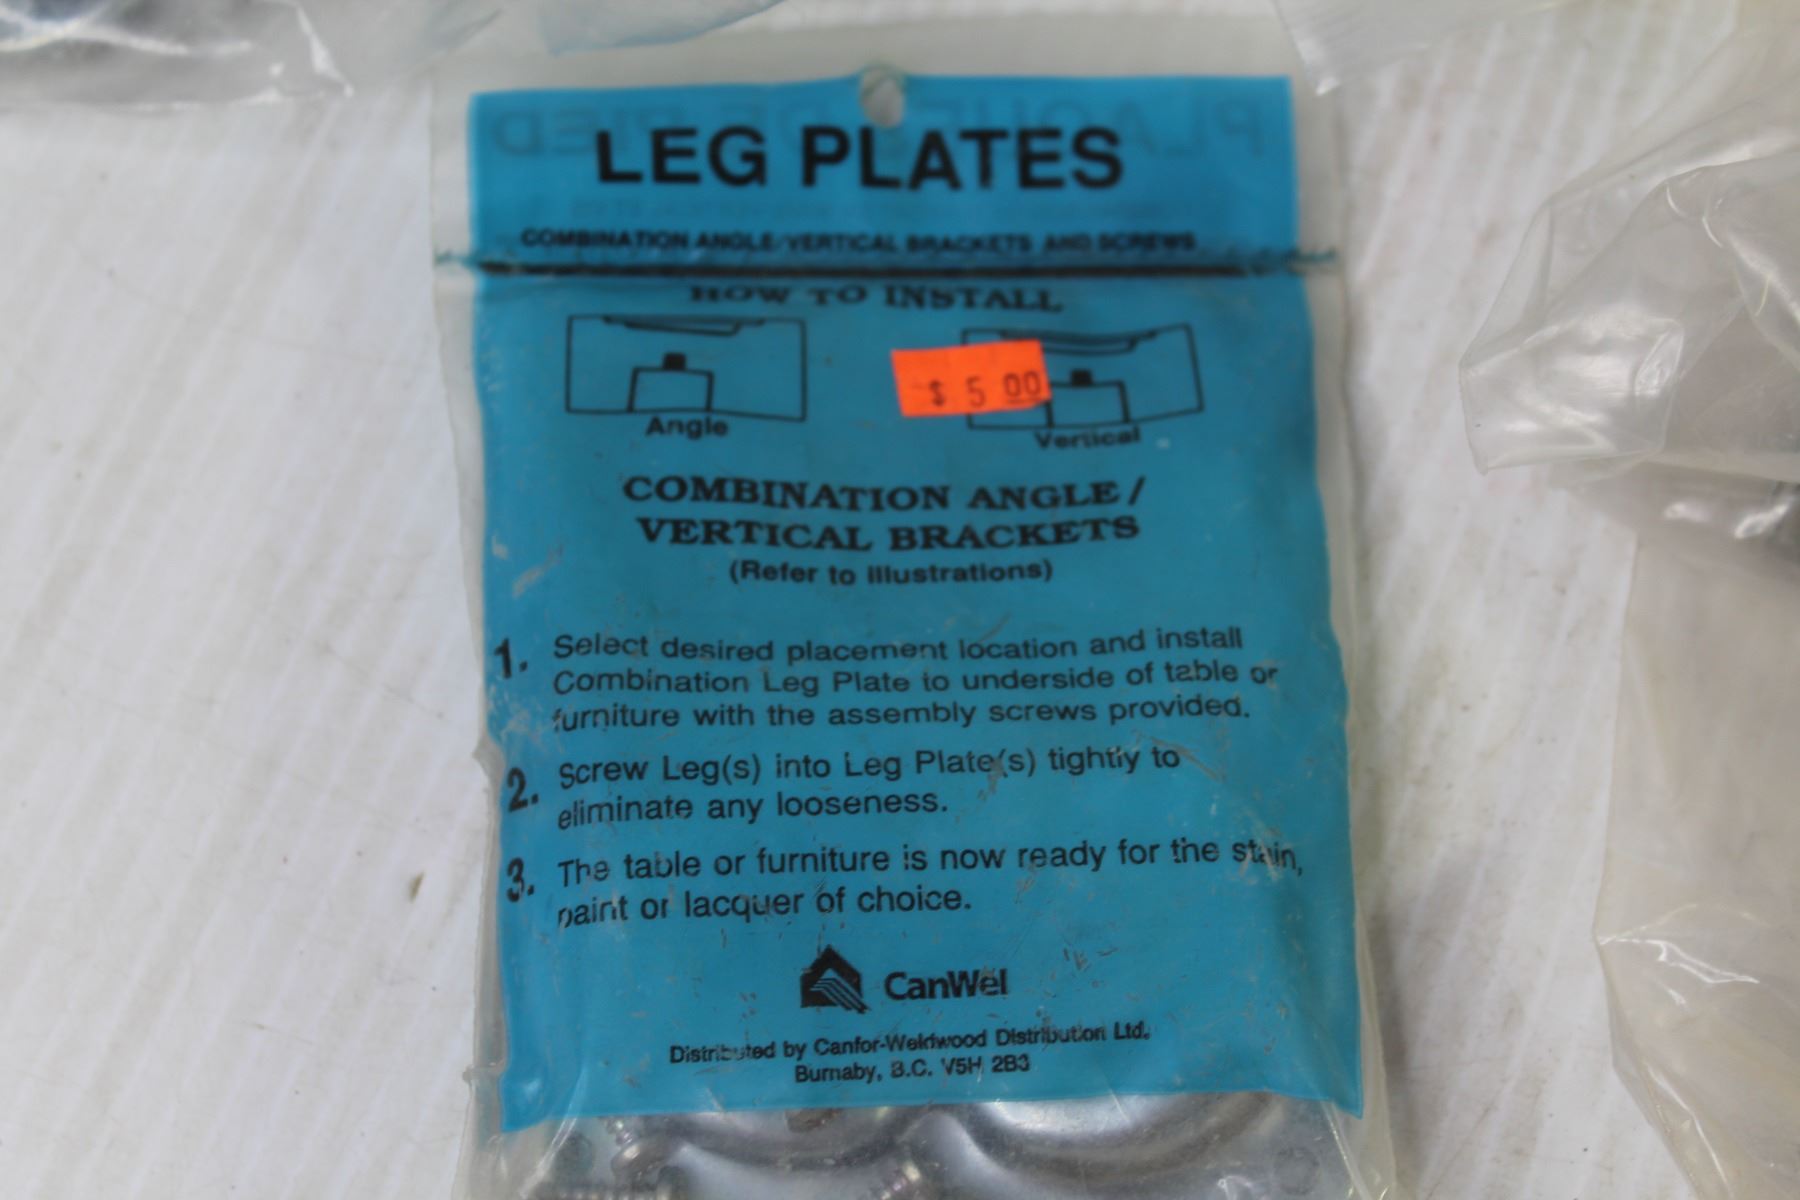 LEG PLATES
COMBINATION ANGLE/VERTICAL BRACKETS AND SCREWS
HOW TO INSTALL
$ 5 00
Angle
Vertical
COMBINATION ANGLE /
VERTICAL BRACKETS
(Refer to illustrations)
1. Select desired placement location and install
Combination Leg Plate to underside of table or
furniture with the assembly screws provided.
2. Screw Leg(s) into Leg Plate(s) tightly to
eliminate any looseness.
3. The table or furniture is now ready for the stain,
paint or lacquer of choice.
CanWel
Distributed by Canfor-Weldwood Distribution Ltd.
Burnaby, B.C. V5H 2B3